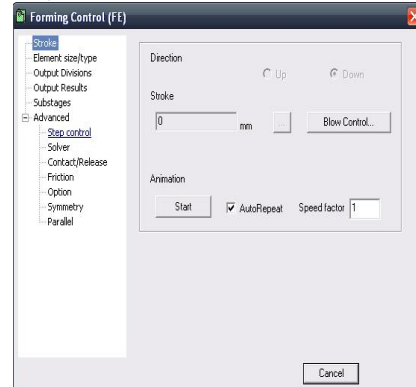 Forming Control (FE)
Stroke
Element size/type
Output Divisions
Output Results
Substages
Advanced
Step control
Solver
Contact/Release
Friction
Option
Symmetry
Parallel
Direction
Up Down
Stroke
0 mm ... Blow Control...
Animation
Start AutoRepeat Speed factor 1
Cancel